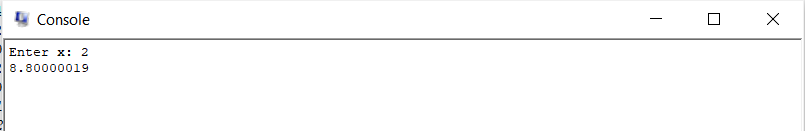 Console
Enter x: 2
8.80000019